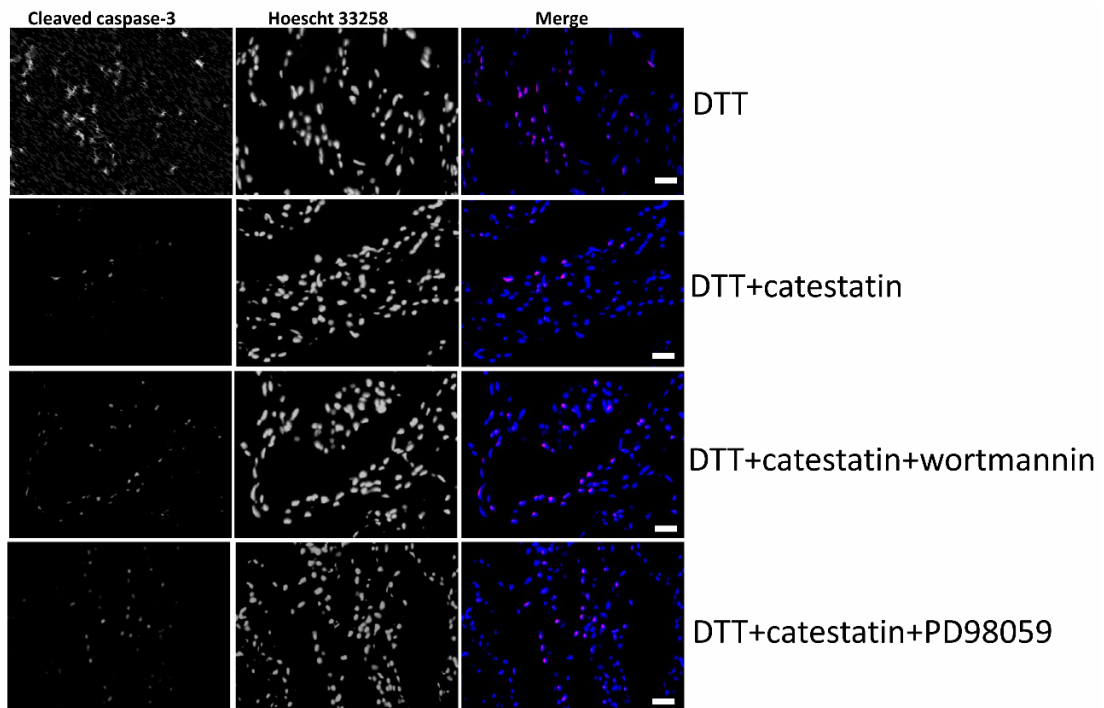 Cleaved caspase-3 Hoescht 33258 Merge
DTT
DTT+catestatin
DTT+catestatin+wortmannin
DTT+catestatin+PD98059